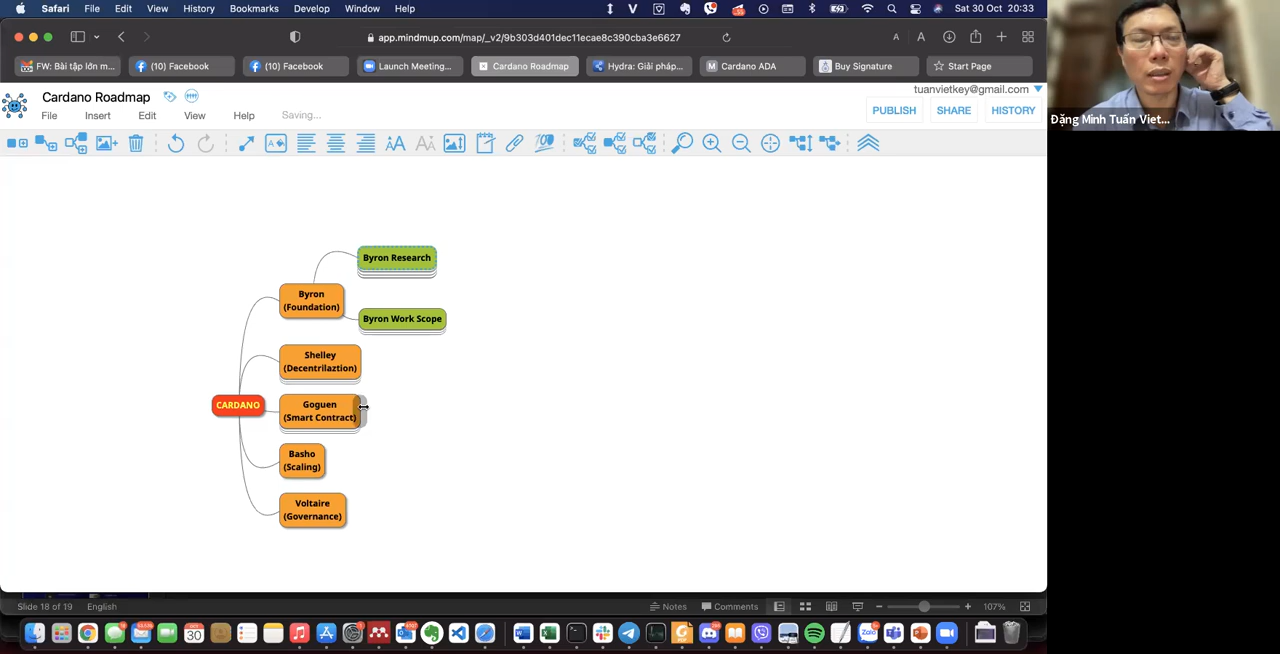 Safari File Edit View History Bookmarks Develop Window Help Sat 30 Oct 20:33
app.mindmup.com/map/_v2/9b303d401dec11ecae8c390cba3e6627
A A
FW: Bài tập lớn m... (10) Facebook (10) Facebook Launch Meeting... Cardano Roadmap Hydra: Giải pháp... Cardano ADA Buy Signature Start Page
tuanvietkey@gmail.com
Cardano Roadmap
File Insert Edit View Help Saving...
PUBLISH SHARE HISTORY
Đặng Minh Tuấn Viet...
Byron Research
Byron
(Foundation)
Byron Work Scope
Shelley
(Decentrilaztion)
CARDANO
Goguen
(Smart Contract)
Basho
(Scaling)
Voltaire
(Governance)
Slide 18 of 19 English Notes Comments 107%
OCT
30
Zalo